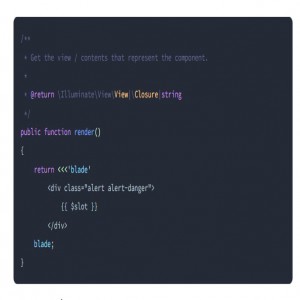 /**
* Get the view / contents that represent the component.
*
* @return \Illuminate\View\View|\Closure|string
*/
public function render()
{
return <<<'blade'
<div class="alert alert-danger">
{{ $slot }}
</div>
blade;
}